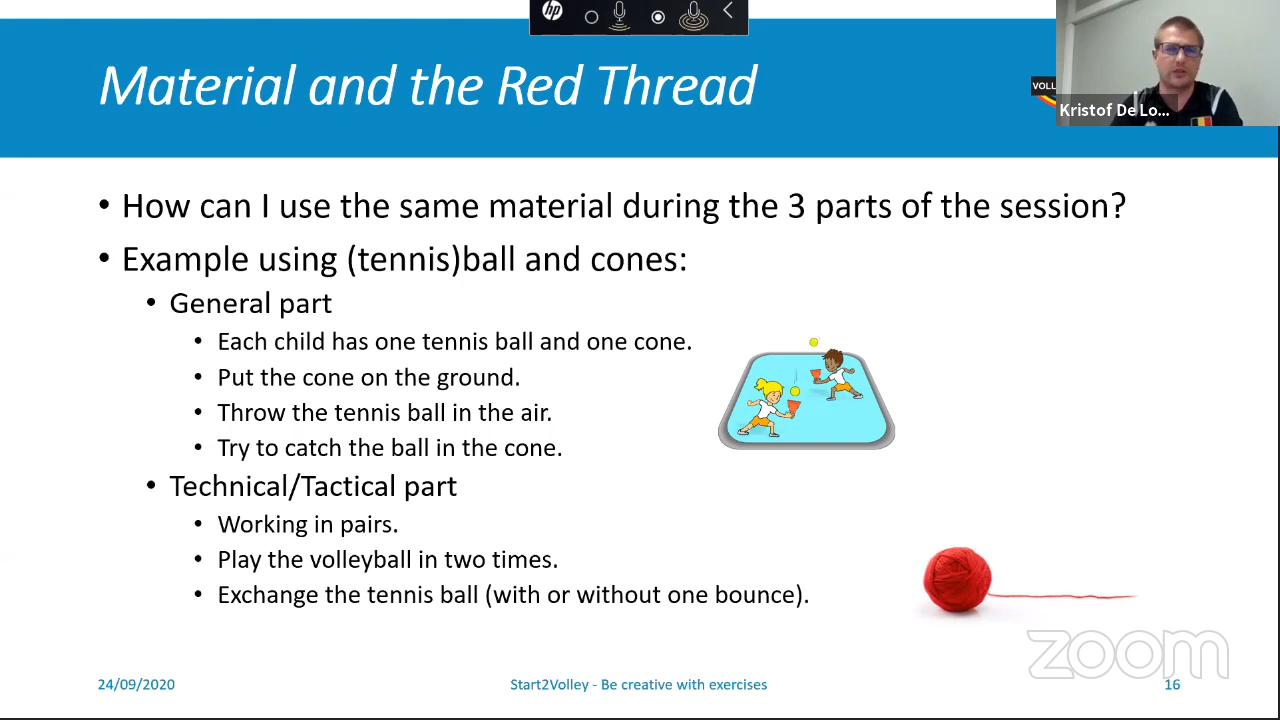 hp
Material and the Red Thread
VOLL
Kristof De Lo...
• How can I use the same material during the 3 parts of the session?
• Example using (tennis)ball and cones:
• General part
• Each child has one tennis ball and one cone.
• Put the cone on the ground.
• Throw the tennis ball in the air.
• Try to catch the ball in the cone.
• Technical/Tactical part
• Working in pairs.
• Play the volleyball in two times.
• Exchange the tennis ball (with or without one bounce).
zoom
24/09/2020
Start2Volley - Be creative with exercises
16